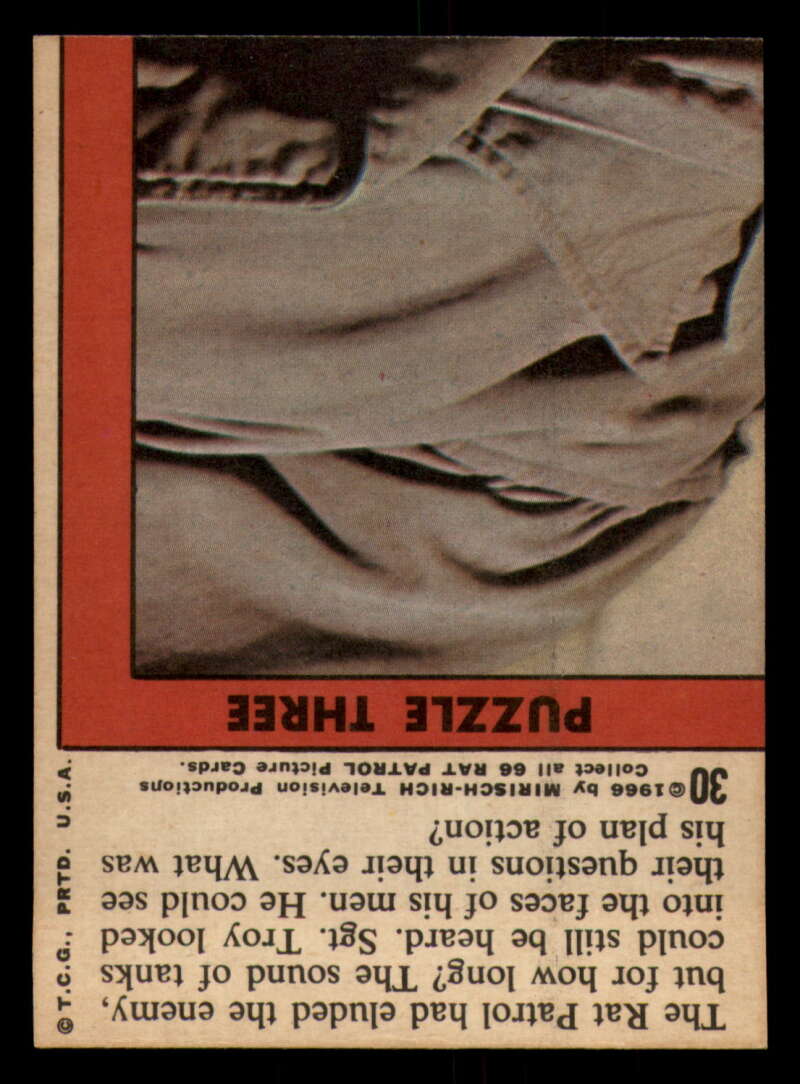 The Rat Patrol had eluded the enemy,
but for how long? The sound of tanks
could still be heard. Sgt. Troy looked
into the faces of his men. He could see
their questions in their eyes. What was
his plan of action?
30 ©1966 by MIRISCH-RICH Television Productions
Collect all 66 RAT PATROL Picture Cards.
PUZZLE THREE
© T.C.G., PRTD. U.S.A.